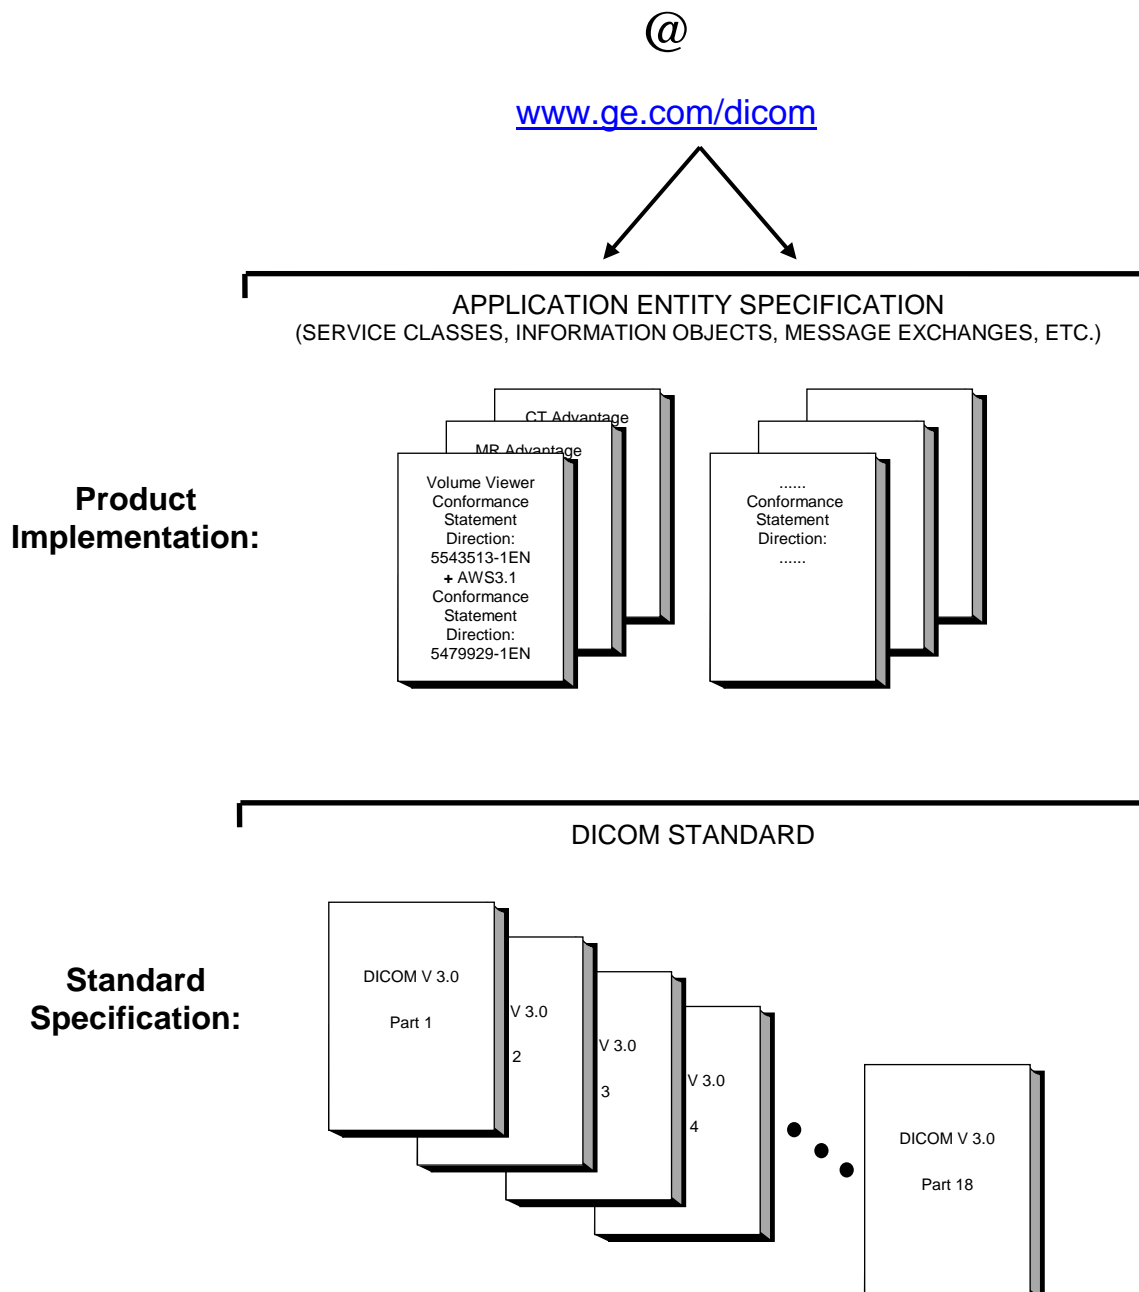 @
www.ge.com/dicom
APPLICATION ENTITY SPECIFICATION
(SERVICE CLASSES, INFORMATION OBJECTS, MESSAGE EXCHANGES, ETC.)
Product
Implementation:
CT Advantage
MR Advantage
Volume Viewer
Conformance
Statement
Direction:
5543513-1EN
+ AWS3.1
Conformance
Statement
Direction:
5479929-1EN
......
Conformance
Statement
Direction:
......
DICOM STANDARD
Standard
Specification:
DICOM V 3.0
Part 1
V 3.0
2
V 3.0
3
V 3.0
4
DICOM V 3.0
Part 18